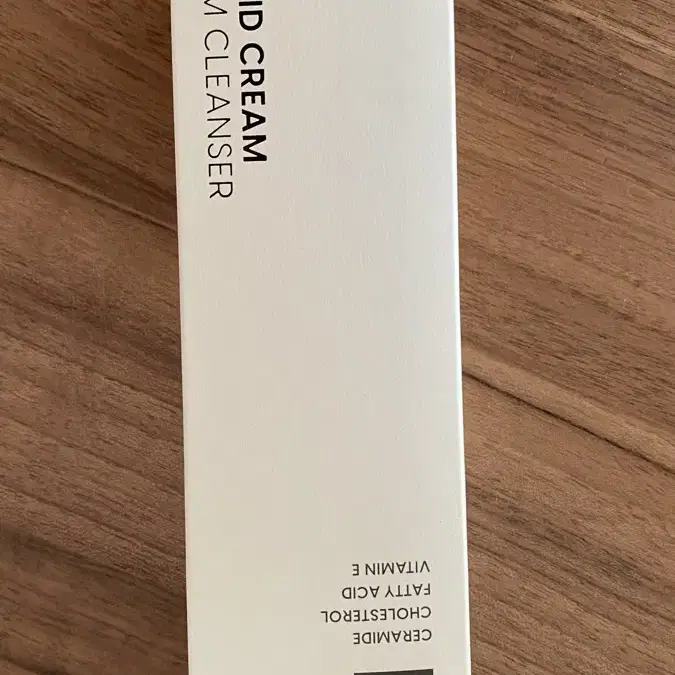 ID CREAM
M CLEANSER
CERAMIDE
CHOLESTEROL
FATTY ACID
VITAMIN E